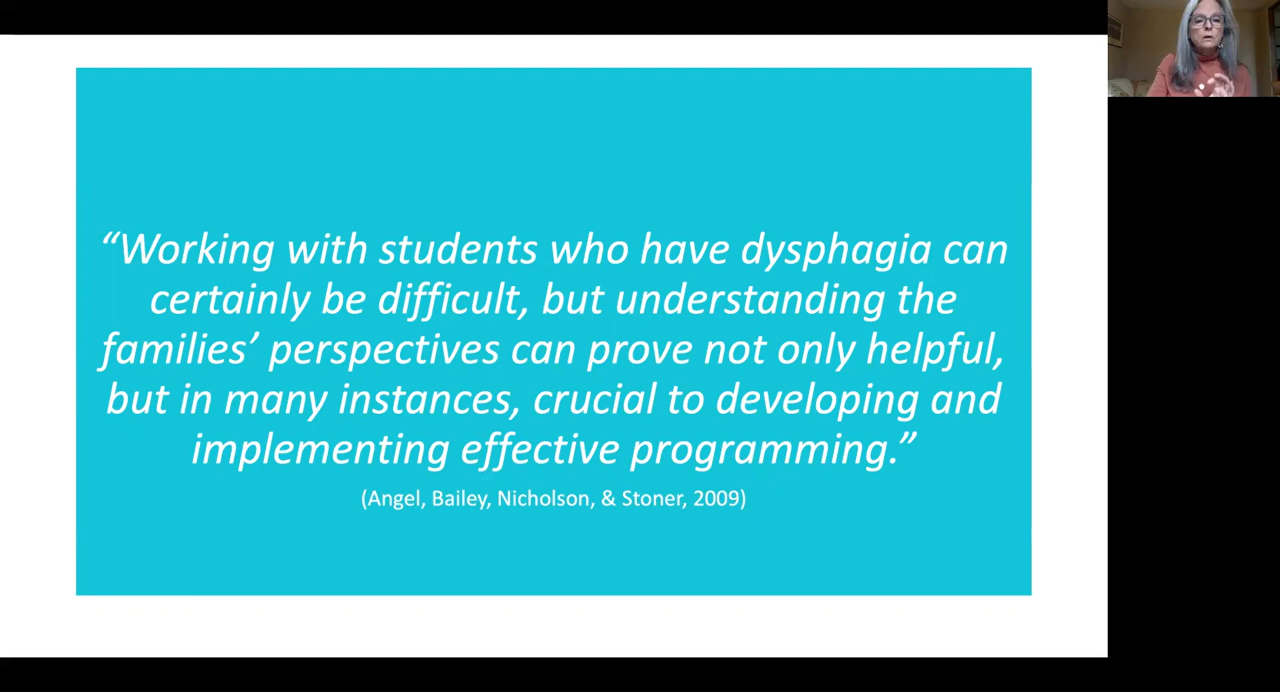 “Working with students who have dysphagia can
certainly be difficult, but understanding the
families’ perspectives can prove not only helpful,
but in many instances, crucial to developing and
implementing effective programming.”
(Angel, Bailey, Nicholson, & Stoner, 2009)